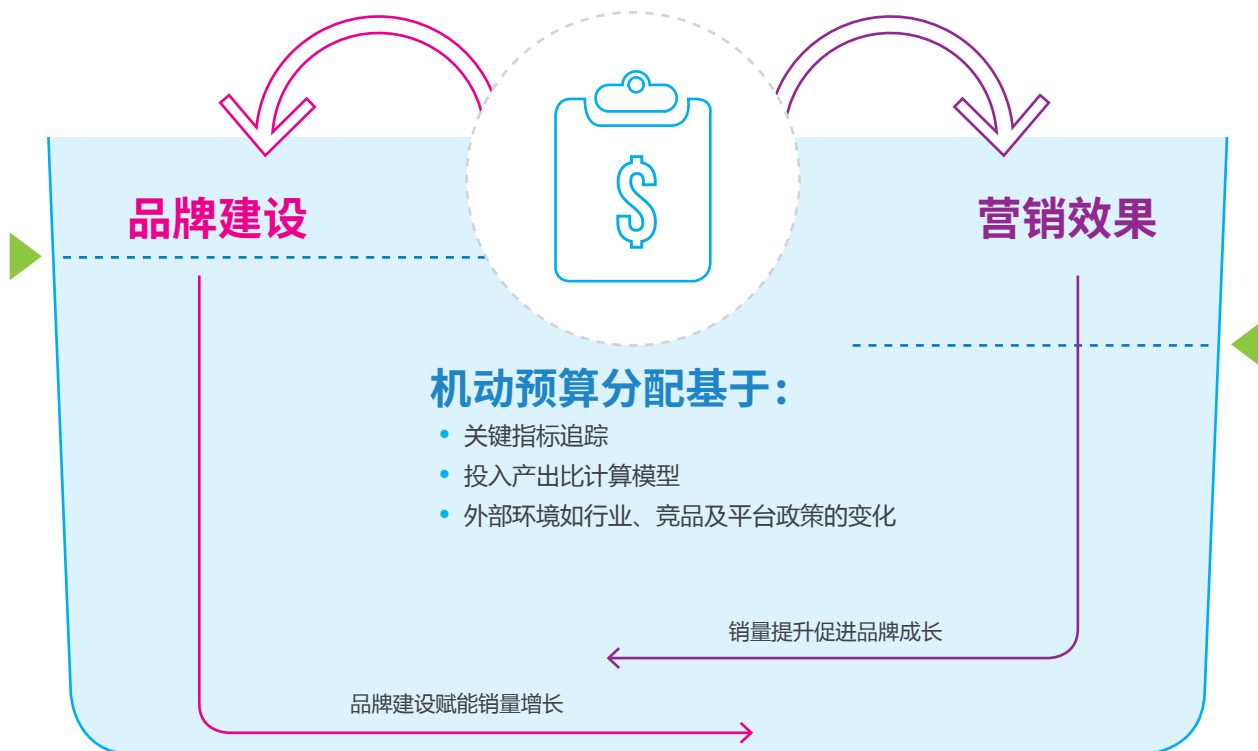 品牌建设
营销效果
$
机动预算分配基于：
• 关键指标追踪
• 投入产出比计算模型
• 外部环境如行业、竞品及平台政策的变化
销量提升促进品牌成长
品牌建设赋能销量增长